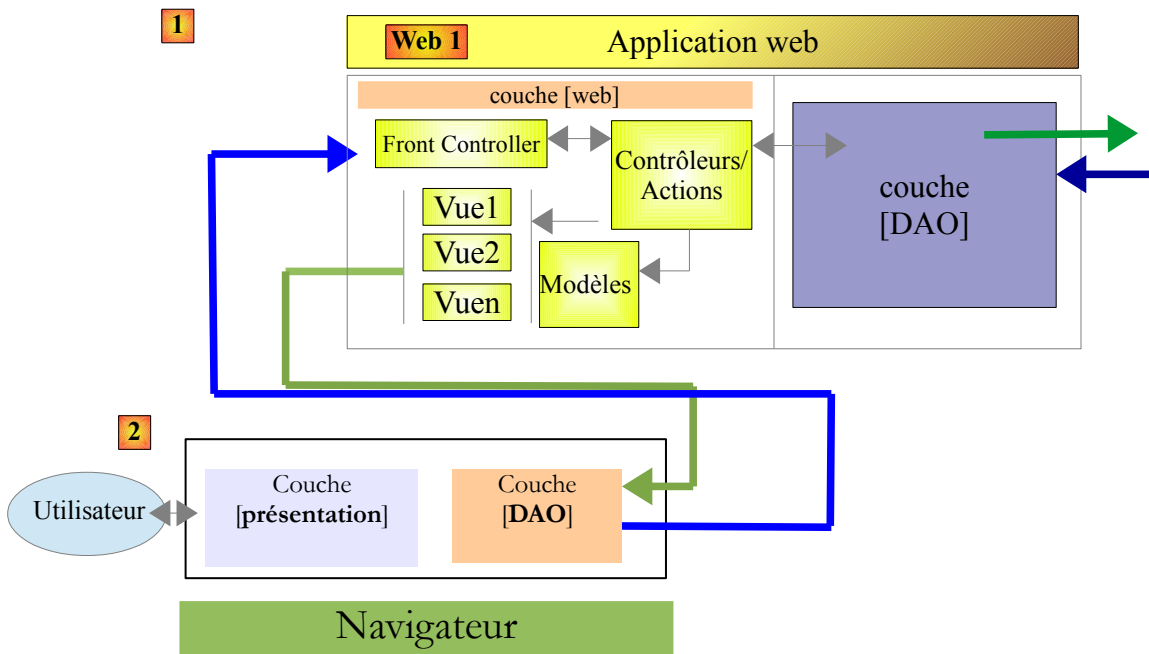 1
Web 1
Application web
couche [web]
Front Controller
Contrôleurs/
Actions
Vue1
Vue2
Vuen
Modèles
couche
[DAO]
2
Utilisateur
Couche
[présentation]
Couche
[DAO]
Navigateur